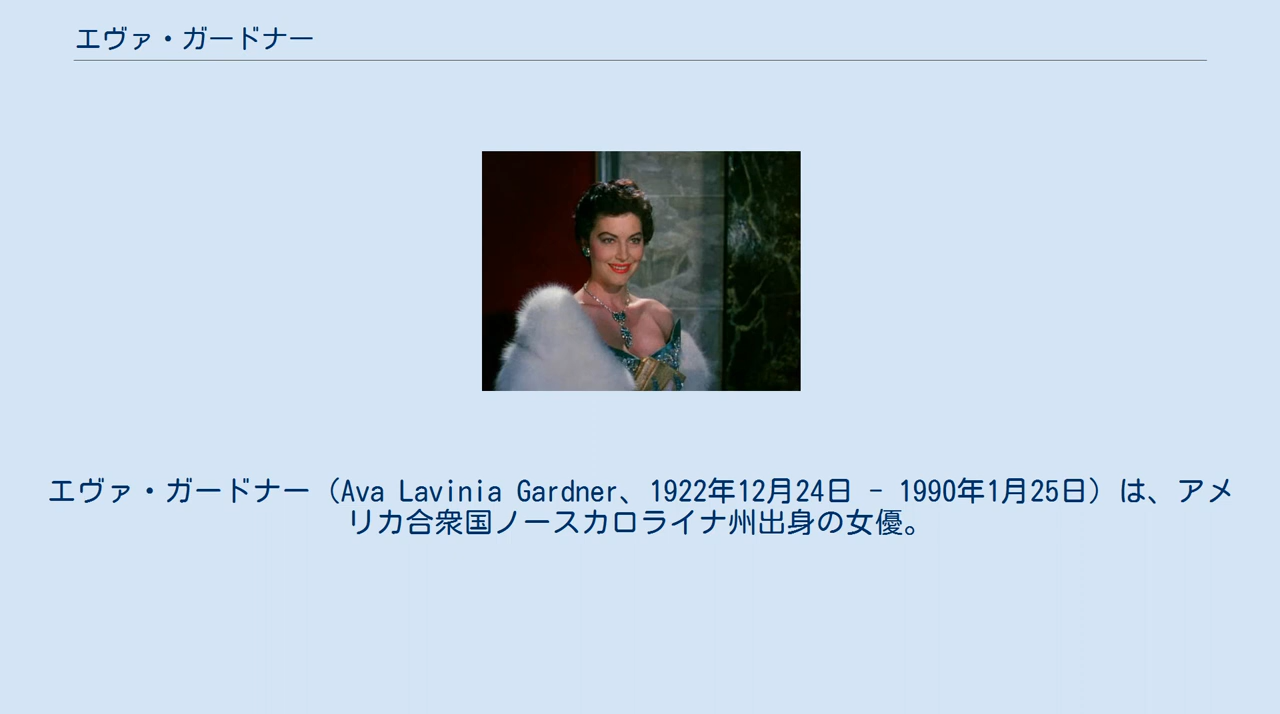 エヴァ・ガードナー
エヴァ・ガードナー（Ava Lavinia Gardner、1922年12月24日 - 1990年1月25日）は、アメ
リカ合衆国ノースカロライナ州出身の女優。